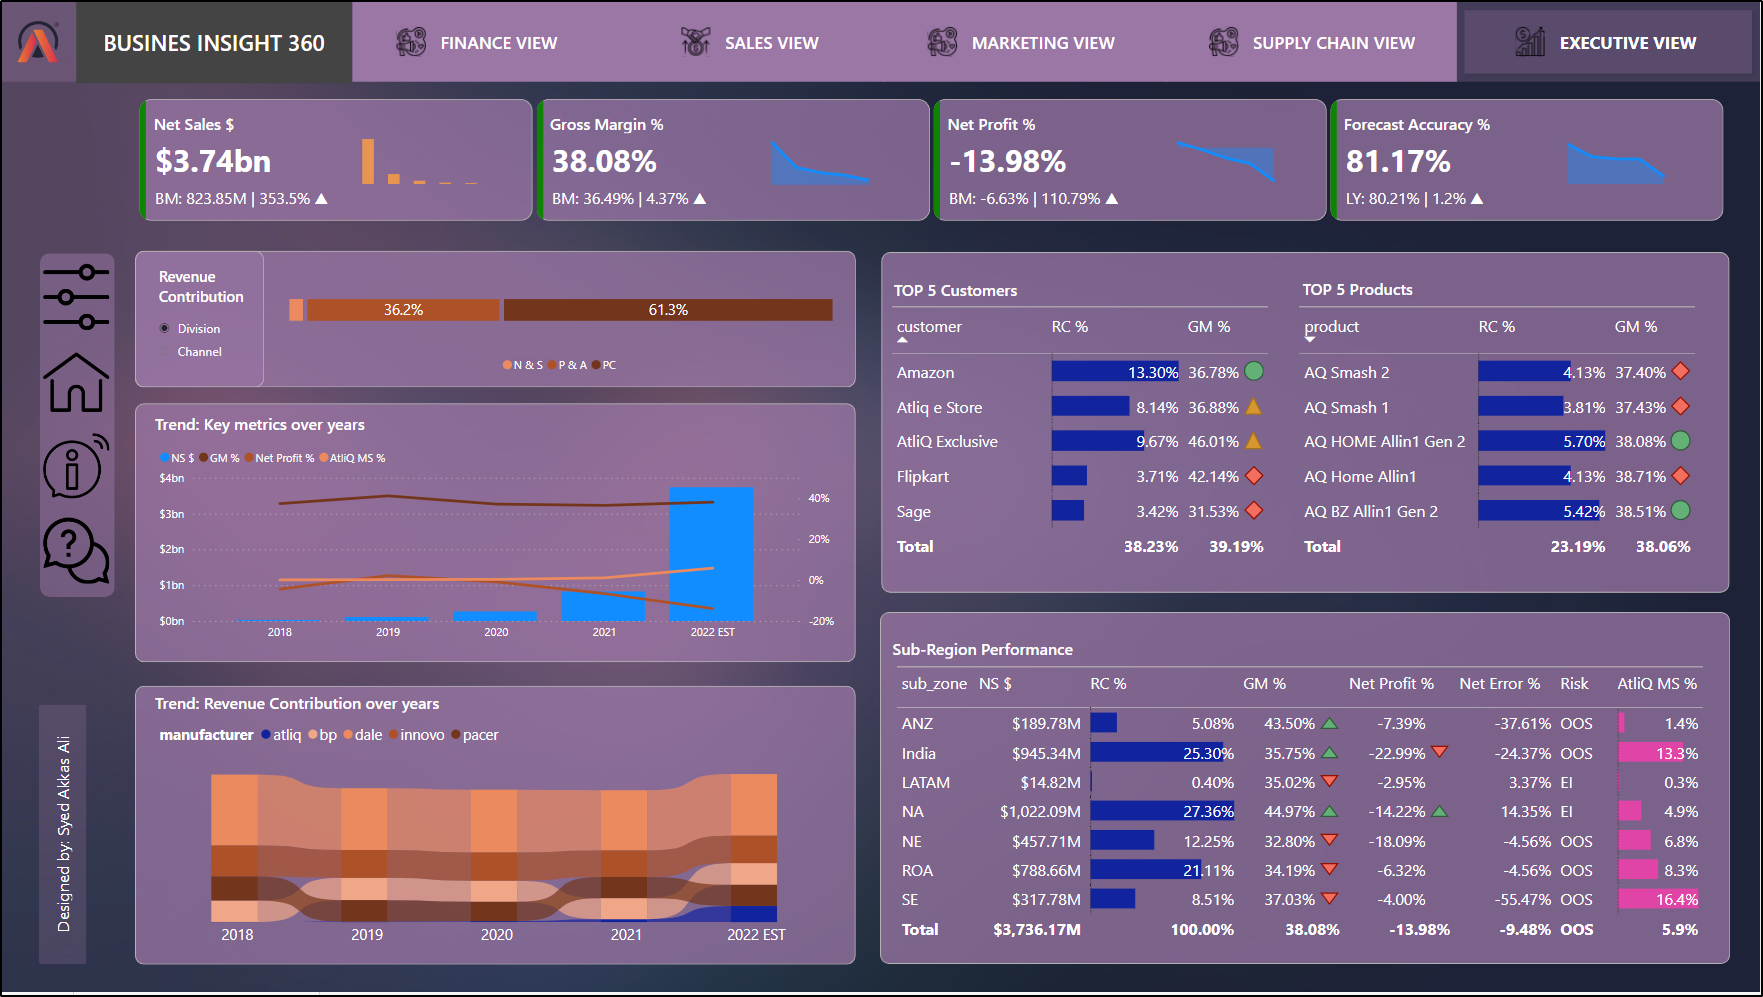 BUSINES INSIGHT 360
FINANCE VIEW
SALES VIEW
MARKETING VIEW
SUPPLY CHAIN VIEW
EXECUTIVE VIEW
Net Sales $
$3.74bn
BM: 823.85M | 353.5% ▲
Gross Margin %
38.08%
BM: 36.49% | 4.37% ▲
Net Profit %
-13.98%
BM: -6.63% | 110.79% ▲
Forecast Accuracy %
81.17%
LY: 80.21% | 1.2% ▲
Revenue
Contribution
Division
Channel
36.2% 61.3%
N & S P & A PC
Trend: Key metrics over years
NS $ GM % Net Profit % AtliQ MS %
$4bn
$3bn
$2bn
$1bn
$0bn
40%
20%
0%
-20%
2018 2019 2020 2021 2022 EST
Trend: Revenue Contribution over years
manufacturer atliq bp dale innovo pacer
2018 2019 2020 2021 2022 EST
Designed by: Syed Akkas Ali
TOP 5 Customers
customer RC % GM %
Amazon 13.30% 36.78%
Atliq e Store 8.14% 36.88%
AtliQ Exclusive 9.67% 46.01%
Flipkart 3.71% 42.14%
Sage 3.42% 31.53%
Total 38.23% 39.19%
TOP 5 Products
product RC % GM %
AQ Smash 2 4.13% 37.40%
AQ Smash 1 3.81% 37.43%
AQ HOME Allin1 Gen 2 5.70% 38.08%
AQ Home Allin1 4.13% 38.71%
AQ BZ Allin1 Gen 2 5.42% 38.51%
Total 23.19% 38.06%
Sub-Region Performance
sub_zone NS $ RC % GM % Net Profit % Net Error % Risk AtliQ MS %
ANZ $189.78M 5.08% 43.50% -7.39% -37.61% OOS 1.4%
India $945.34M 25.30% 35.75% -22.99% -24.37% OOS 13.3%
LATAM $14.82M 0.40% 35.02% -2.95% 3.37% EI 0.3%
NA $1,022.09M 27.36% 44.97% -14.22% 14.35% EI 4.9%
NE $457.71M 12.25% 32.80% -18.09% -4.56% OOS 6.8%
ROA $788.66M 21.11% 34.19% -6.32% -4.56% OOS 8.3%
SE $317.78M 8.51% 37.03% -4.00% -55.47% OOS 16.4%
Total $3,736.17M 100.00% 38.08% -13.98% -9.48% OOS 5.9%